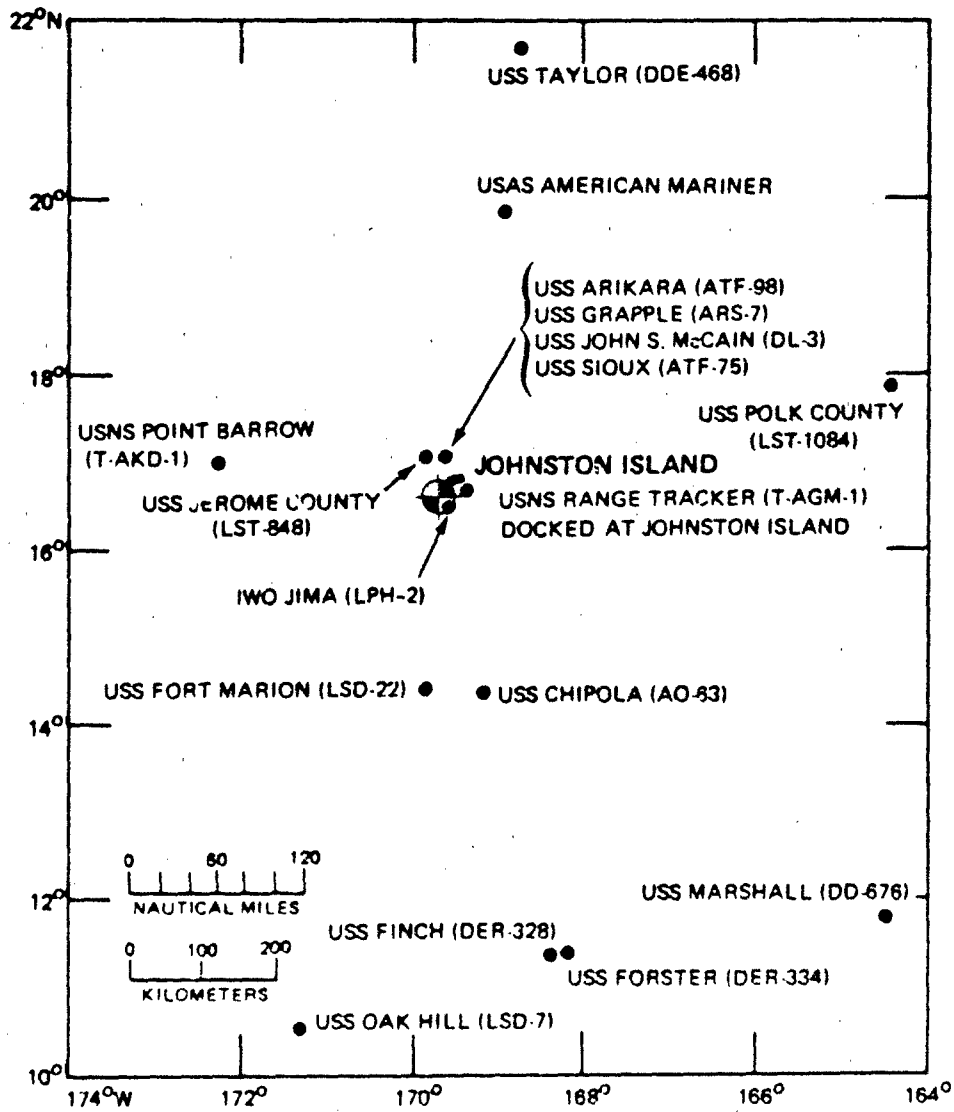 22°N
USS TAYLOR (DDE-468)
20°
USAS AMERICAN MARINER
USS ARIKARA (ATF-98)
USS GRAPPLE (ARS-7)
USS JOHN S. McCAIN (DL-3)
USS SIOUX (ATF-75)
18°
USS POLK COUNTY
(LST-1084)
USNS POINT BARROW
(T-AKD-1)
JOHNSTON ISLAND
USS JEROME COUNTY
(LST-848)
USNS RANGE TRACKER (T-AGM-1)
DOCKED AT JOHNSTON ISLAND
16°
IWO JIMA (LPH-2)
USS FORT MARION (LSD-22)
USS CHIPOLA (AO-63)
14°
0 60 120
NAUTICAL MILES
12°
USS MARSHALL (DD-676)
USS FINCH (DER-328)
0 100 200
KILOMETERS
USS FORSTER (DER-334)
USS OAK HILL (LSD-7)
10°
174°W 172° 170° 168° 166° 164°